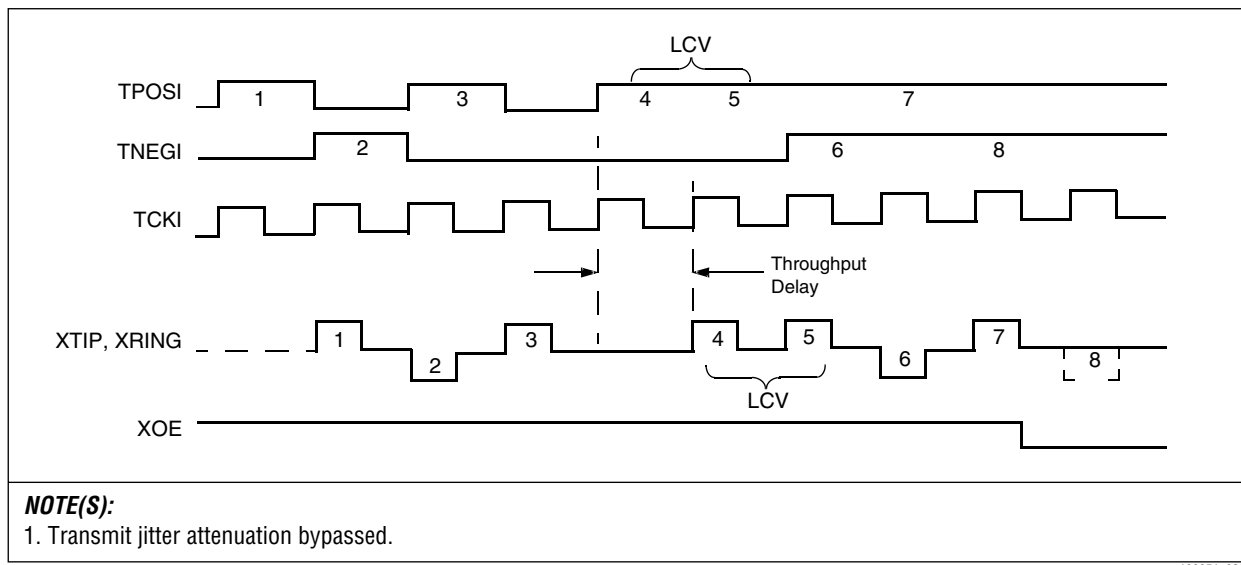 LCV
TPOSI 1 3 4 5 7
TNEGI 2 6 8
TCKI
Throughput
Delay
XTIP, XRING 1 2 3 4 5 6 7 8
LCV
XOE
NOTE(S):
1. Transmit jitter attenuation bypassed.